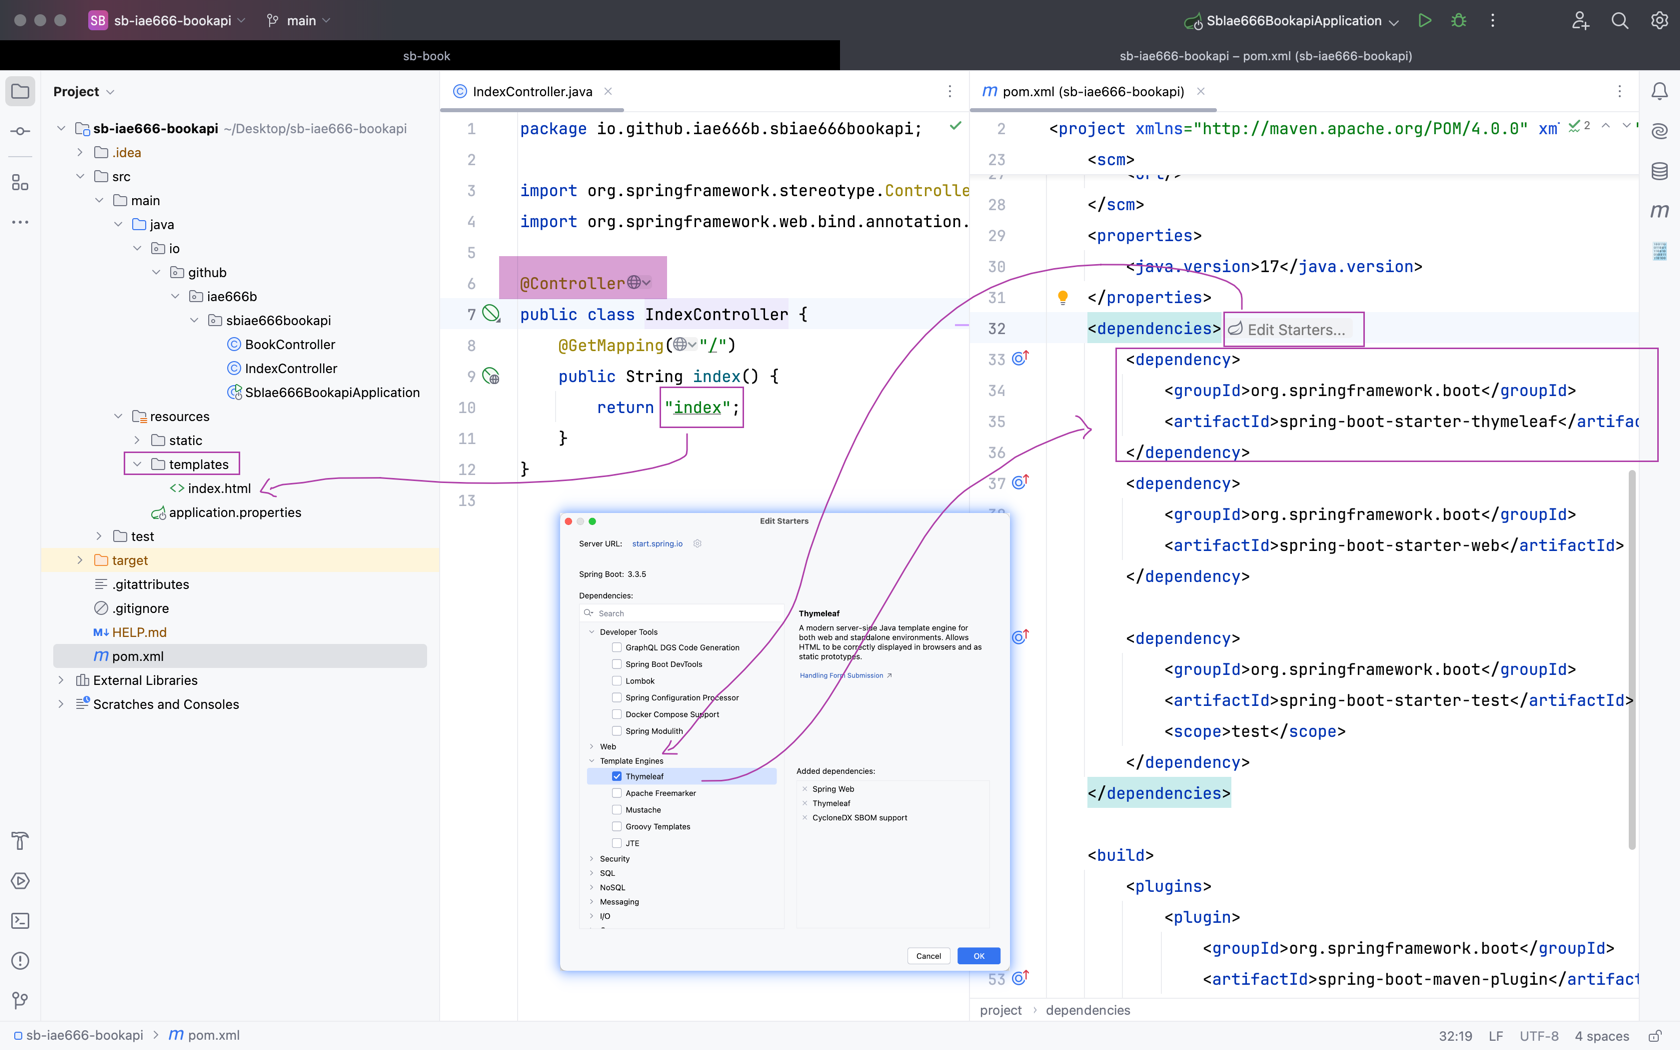 SB sb-iae666-bookapi main
SbIae666BookapiApplication
sb-book
sb-iae666-bookapi – pom.xml (sb-iae666-bookapi)
Project
sb-iae666-bookapi ~/Desktop/sb-iae666-bookapi
.idea
src
main
java
io
github
iae666b
sbiae666bookapi
BookController
IndexController
SbIae666BookapiApplication
resources
static
templates
index.html
application.properties
test
target
.gitattributes
.gitignore
M↓ HELP.md
m pom.xml
External Libraries
Scratches and Consoles
IndexController.java
1 package io.github.iae666b.sbiae666bookapi;
2
3 import org.springframework.stereotype.Controlle
4 import org.springframework.web.bind.annotation.
5
6 @Controller
7 public class IndexController {
8 @GetMapping("/")
9 public String index() {
10 return "index";
11 }
12 }
13
m pom.xml (sb-iae666-bookapi)
2 <project xmlns="http://maven.apache.org/POM/4.0.0" xm
2
23 <scm>
28 </scm>
29 <properties>
30 <java.version>17</java.version>
31 </properties>
32 <dependencies> Edit Starters...
33 <dependency>
34 <groupId>org.springframework.boot</groupId>
35 <artifactId>spring-boot-starter-thymeleaf</artifac
36 </dependency>
37 <dependency>
<groupId>org.springframework.boot</groupId>
<artifactId>spring-boot-starter-web</artifactId>
</dependency>
<dependency>
<groupId>org.springframework.boot</groupId>
<artifactId>spring-boot-starter-test</artifactId>
<scope>test</scope>
</dependency>
</dependencies>
<build>
<plugins>
<plugin>
<groupId>org.springframework.boot</groupId>
53 <artifactId>spring-boot-maven-plugin</artifact
project > dependencies
Edit Starters
Server URL: start.spring.io
Spring Boot: 3.3.5
Dependencies:
Search
Developer Tools
GraphQL DGS Code Generation
Spring Boot DevTools
Lombok
Spring Configuration Processor
Docker Compose Support
Spring Modulith
Web
Template Engines
Thymeleaf
Apache Freemarker
Mustache
Groovy Templates
JTE
Security
SQL
NoSQL
Messaging
I/O
Thymeleaf
A modern server-side Java template engine for
both web and standalone environments. Allows
HTML to be correctly displayed in browsers and as
static prototypes.
Handling Form Submission ↗
Added dependencies:
Spring Web
Thymeleaf
CycloneDX SBOM support
Cancel
OK
sb-iae666-bookapi > m pom.xml
32:19 LF UTF-8 4 spaces